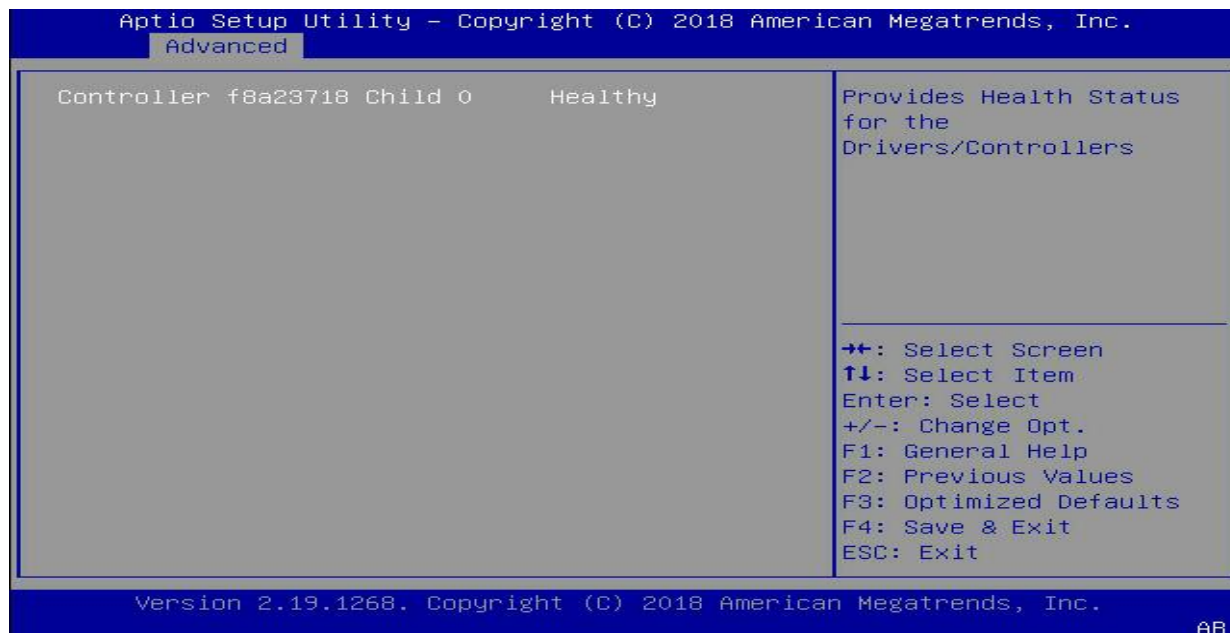 Aptio Setup Utility – Copyright (C) 2018 American Megatrends, Inc.
Advanced
Controller f8a23718 Child 0 Healthy
Provides Health Status
for the
Drivers/Controllers
→←: Select Screen
↑↓: Select Item
Enter: Select
+/-: Change Opt.
F1: General Help
F2: Previous Values
F3: Optimized Defaults
F4: Save & Exit
ESC: Exit
Version 2.19.1268. Copyright (C) 2018 American Megatrends, Inc.
AB